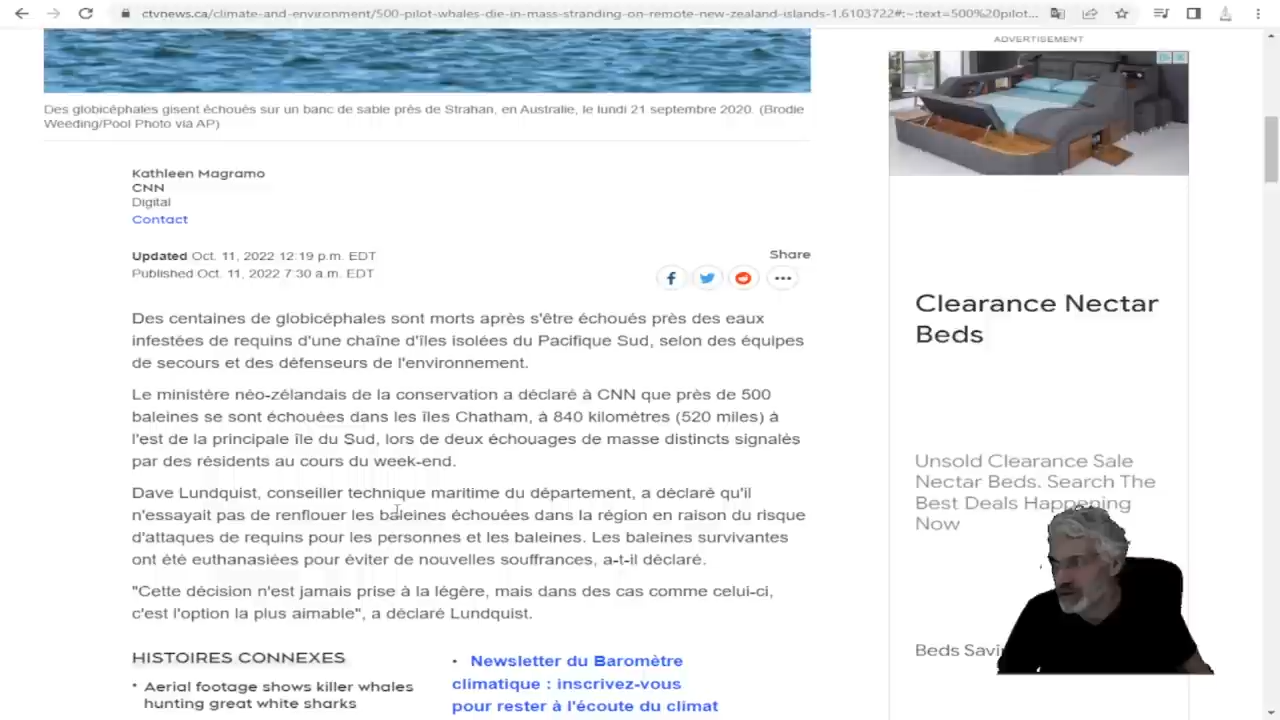 ctvnews.ca/climate-and-environment/500-pilot-whales-die-in-mass-stranding-on-remote-new-zealand-islands-1.6103722#:~:text=500%20pilot...
ADVERTISEMENT
Des globicéphales gisent échoués sur un banc de sable près de Strahan, en Australie, le lundi 21 septembre 2020. (Brodie
Weeding/Pool Photo via AP)
Kathleen Magramo
CNN
Digital
Contact
Updated Oct. 11, 2022 12:19 p.m. EDT
Published Oct. 11, 2022 7:30 a.m. EDT
Share
Des centaines de globicéphales sont morts après s'être échoués près des eaux
infestées de requins d'une chaîne d'îles isolées du Pacifique Sud, selon des équipes
de secours et des défenseurs de l'environnement.
Le ministère néo-zélandais de la conservation a déclaré à CNN que près de 500
baleines se sont échouées dans les îles Chatham, à 840 kilomètres (520 miles) à
l'est de la principale île du Sud, lors de deux échouages de masse distincts signalés
par des résidents au cours du week-end.
Dave Lundquist, conseiller technique maritime du département, a déclaré qu'il
n'essayait pas de renflouer les baleines échouées dans la région en raison du risque
d'attaques de requins pour les personnes et les baleines. Les baleines survivantes
ont été euthanasiées pour éviter de nouvelles souffrances, a-t-il déclaré.
"Cette décision n'est jamais prise à la légère, mais dans des cas comme celui-ci,
c'est l'option la plus aimable", a déclaré Lundquist.
HISTOIRES CONNEXES
• Aerial footage shows killer whales
hunting great white sharks
• Newsletter du Baromètre
climatique : inscrivez-vous
pour rester à l'écoute du climat
Clearance Nectar
Beds
Unsold Clearance Sale
Nectar Beds. Search The
Best Deals Happening
Now
Beds